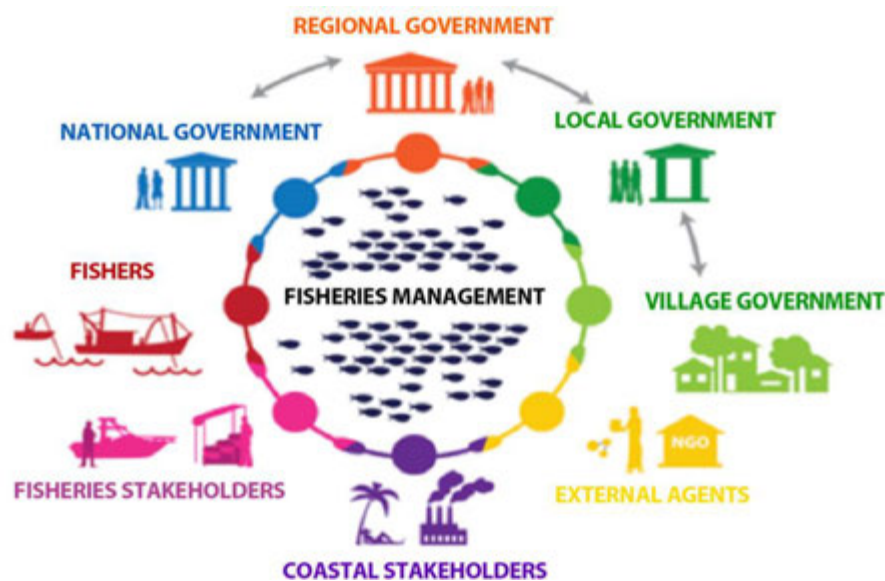 REGIONAL GOVERNMENT
NATIONAL GOVERNMENT
LOCAL GOVERNMENT
FISHERS
FISHERIES MANAGEMENT
VILLAGE GOVERNMENT
NGO
FISHERIES STAKEHOLDERS
EXTERNAL AGENTS
COASTAL STAKEHOLDERS